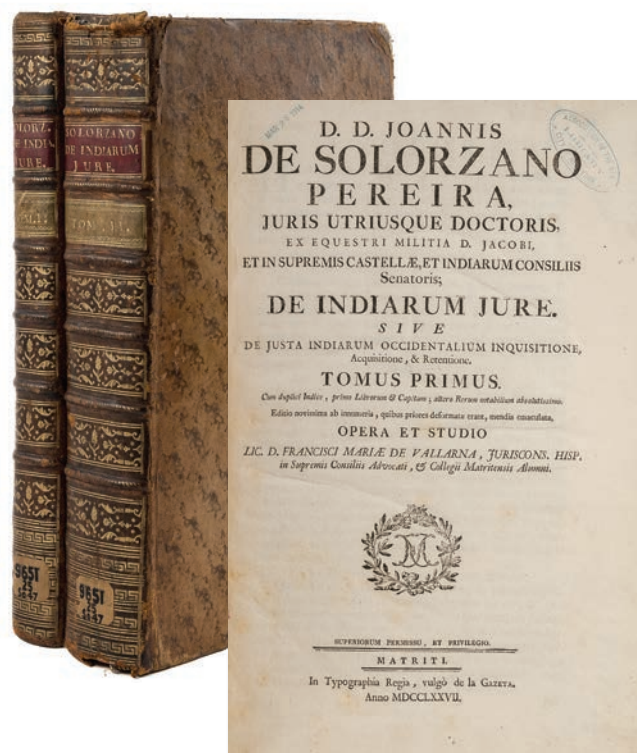 SOLORZ.
DE INDIA
JURE.
SOLORZANO
DE INDIARUM
JURE.
9651
1447
9651
1447
D. D. JOANNIS
DE SOLORZANO
PEREIRA,
JURIS UTRIUSQUE DOCTORIS,
EX EQUESTRI MILITIA D. JACOBI,
ET IN SUPREMIS CASTELLÆ, ET INDIARUM CONSILIIS
Senatoris;
DE INDIARUM JURE.
SIVE
DE JUSTA INDIARUM OCCIDENTALIUM INQUISITIONE,
Acquisitione, & Retentione.
TOMUS PRIMUS.
Cum duplici Indice, primo Librorum & Capitum; altero Rerum notabilium absolutissimo.
Editio novissima ab innumeris, quibus priores deformatæ erant, mendis emaculata,
OPERA ET STUDIO
LIC. D. FRANCISCI MARIÆ DE VALLARNA, JURISCONS. HISP.
in Supremis Consiliis Advocati, & Collegii Matritensis Alumni.
SUPERIORUM PERMISSU, ET PRIVILEGIO.
MATRITI.
In Typographia Regia, vulgò de la GAZETA,
Anno MDCCLXXVII.